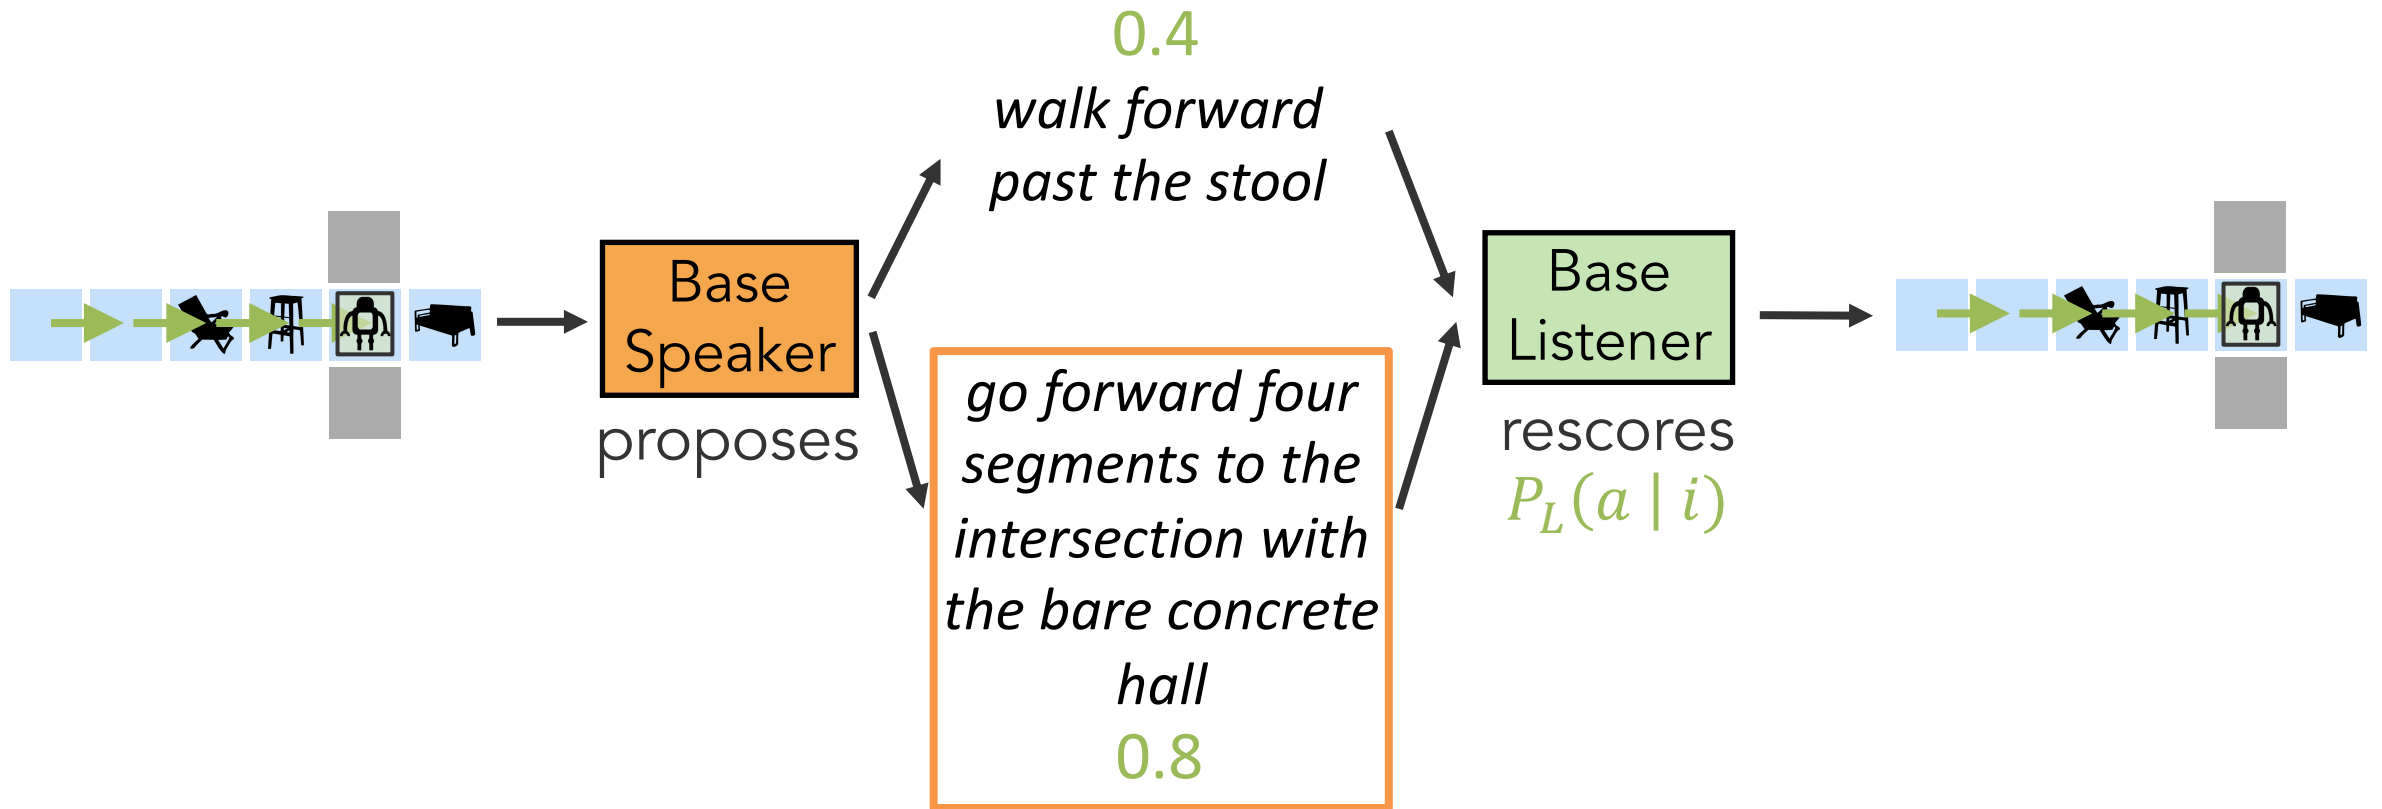 0.4
walk forward
past the stool
Base
Speaker
proposes
go forward four
segments to the
intersection with
the bare concrete
hall
0.8
Base
Listener
rescores
P_L(a | i)